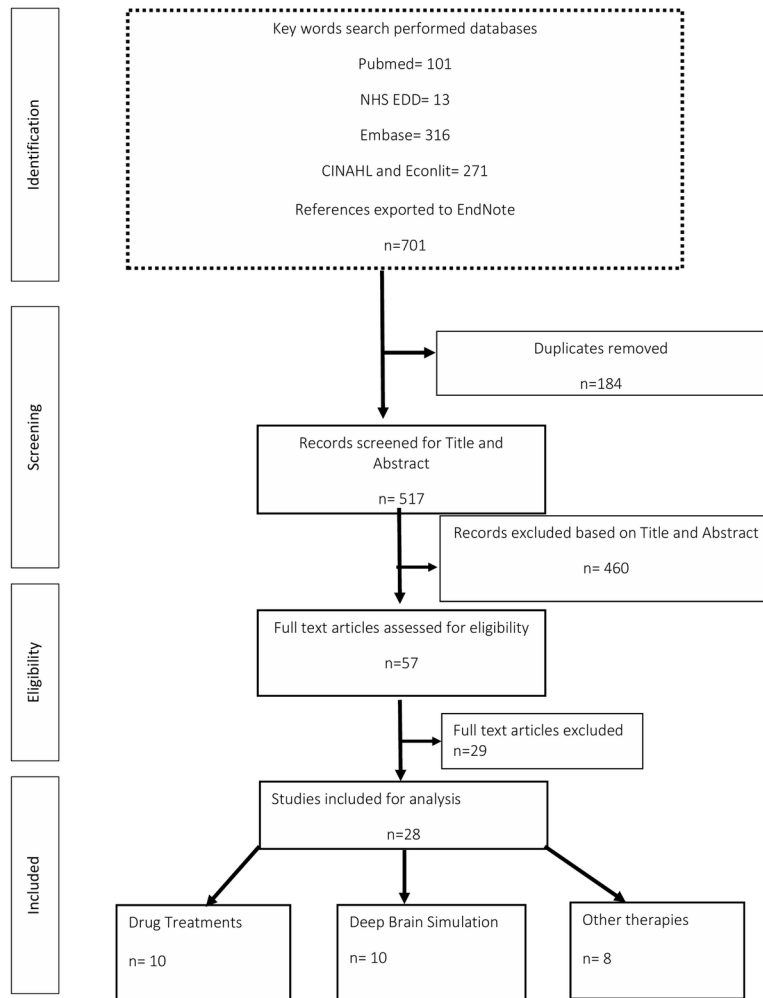 Identification
Key words search performed databases
Pubmed= 101
NHS EDD= 13
Embase= 316
CINAHL and Econlit= 271
References exported to EndNote
n=701
Screening
Duplicates removed
n=184
Records screened for Title and
Abstract
n= 517
Records excluded based on Title and Abstract
n= 460
Eligibility
Full text articles assessed for eligibility
n=57
Full text articles excluded
n=29
Included
Studies included for analysis
n=28
Drug Treatments
n= 10
Deep Brain Simulation
n= 10
Other therapies
n= 8